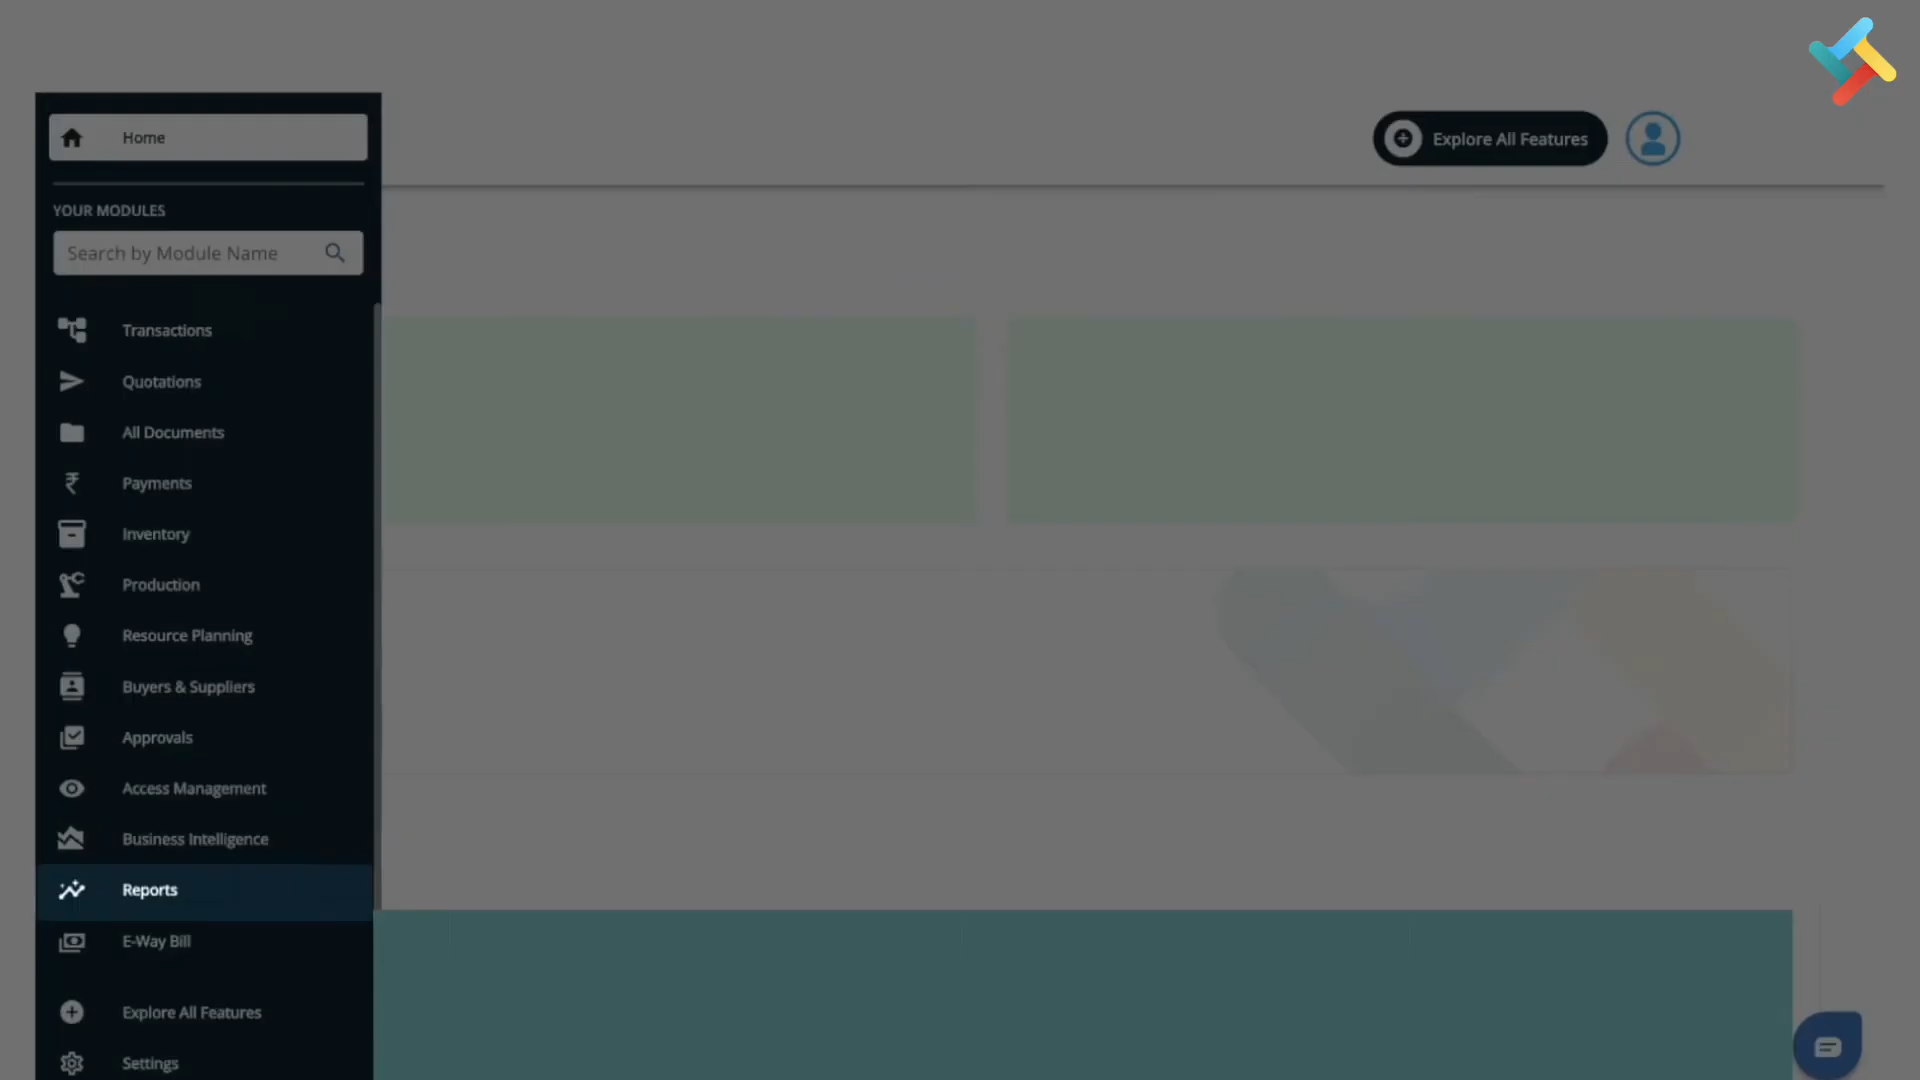 Home
Explore All Features
YOUR MODULES
Search by Module Name
Transactions
Quotations
All Documents
Payments
Inventory
Production
Resource Planning
Buyers & Suppliers
Approvals
Access Management
Business Intelligence
Reports
E-Way Bill
Explore All Features
Settings